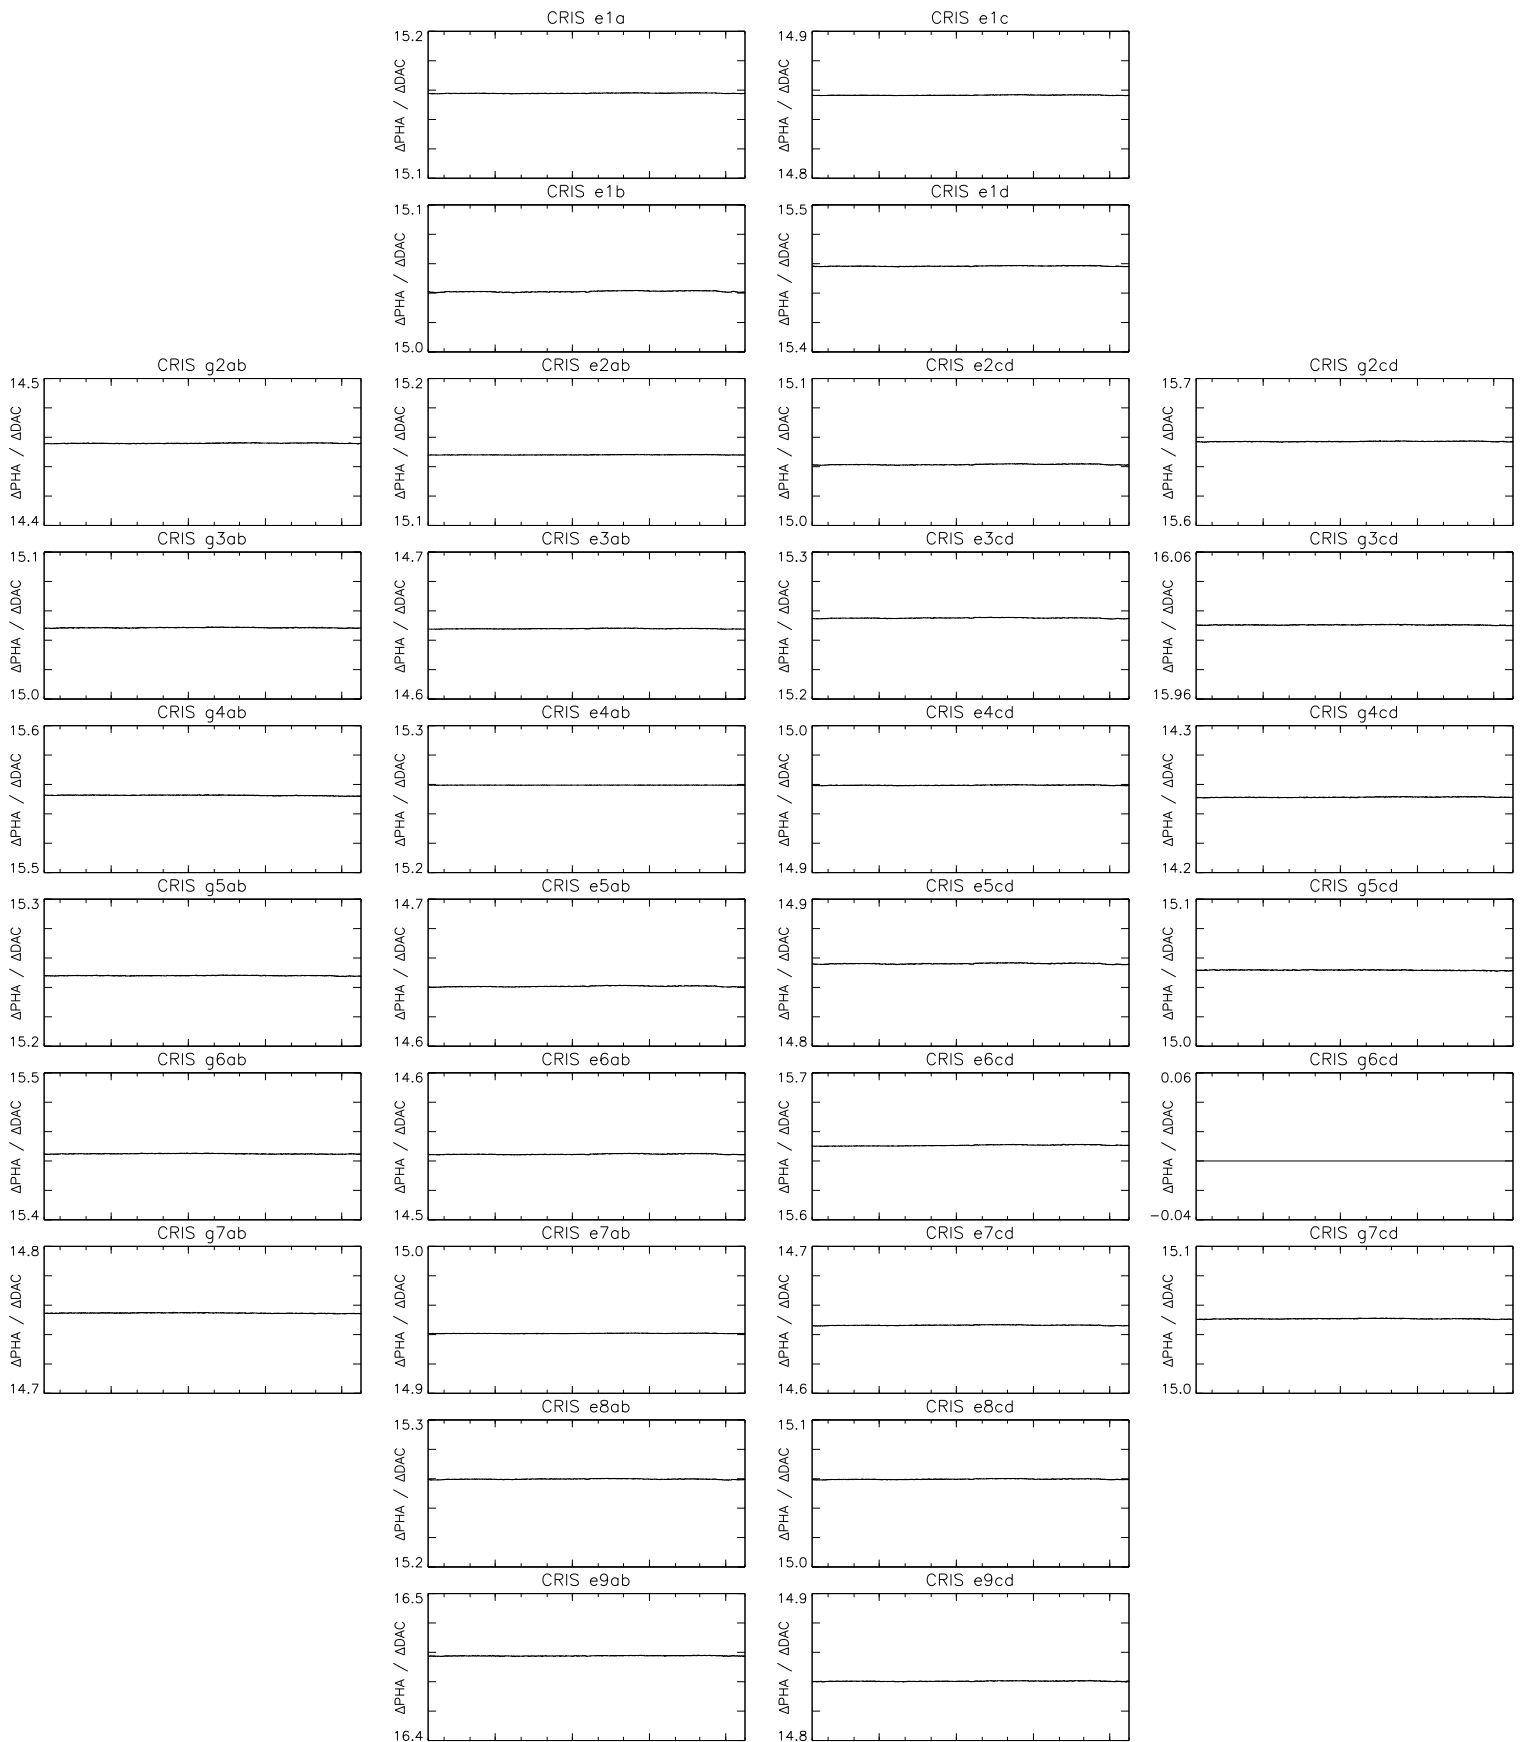 CRIS e1a
15.2
ΔPHA / ΔDAC
15.1
CRIS e1c
14.9
ΔPHA / ΔDAC
14.8
CRIS e1b
15.1
ΔPHA / ΔDAC
15.0
CRIS e1d
15.5
ΔPHA / ΔDAC
15.4
CRIS g2ab
14.5
ΔPHA / ΔDAC
14.4
CRIS e2ab
15.2
ΔPHA / ΔDAC
15.1
CRIS e2cd
15.1
ΔPHA / ΔDAC
15.0
CRIS g2cd
15.7
ΔPHA / ΔDAC
15.6
CRIS g3ab
15.1
ΔPHA / ΔDAC
15.0
CRIS e3ab
14.7
ΔPHA / ΔDAC
14.6
CRIS e3cd
15.3
ΔPHA / ΔDAC
15.2
CRIS g3cd
16.06
ΔPHA / ΔDAC
15.96
CRIS g4ab
15.6
ΔPHA / ΔDAC
15.5
CRIS e4ab
15.3
ΔPHA / ΔDAC
15.2
CRIS e4cd
15.0
ΔPHA / ΔDAC
14.9
CRIS g4cd
14.3
ΔPHA / ΔDAC
14.2
CRIS g5ab
15.3
ΔPHA / ΔDAC
15.2
CRIS e5ab
14.7
ΔPHA / ΔDAC
14.6
CRIS e5cd
14.9
ΔPHA / ΔDAC
14.8
CRIS g5cd
15.1
ΔPHA / ΔDAC
15.0
CRIS g6ab
15.5
ΔPHA / ΔDAC
15.4
CRIS e6ab
14.6
ΔPHA / ΔDAC
14.5
CRIS e6cd
15.7
ΔPHA / ΔDAC
15.6
CRIS g6cd
0.06
ΔPHA / ΔDAC
−0.04
CRIS g7ab
14.8
ΔPHA / ΔDAC
14.7
CRIS e7ab
15.0
ΔPHA / ΔDAC
14.9
CRIS e7cd
14.7
ΔPHA / ΔDAC
14.6
CRIS g7cd
15.1
ΔPHA / ΔDAC
15.0
CRIS e8ab
15.3
ΔPHA / ΔDAC
15.2
CRIS e8cd
15.1
ΔPHA / ΔDAC
15.0
CRIS e9ab
16.5
ΔPHA / ΔDAC
16.4
CRIS e9cd
14.9
ΔPHA / ΔDAC
14.8